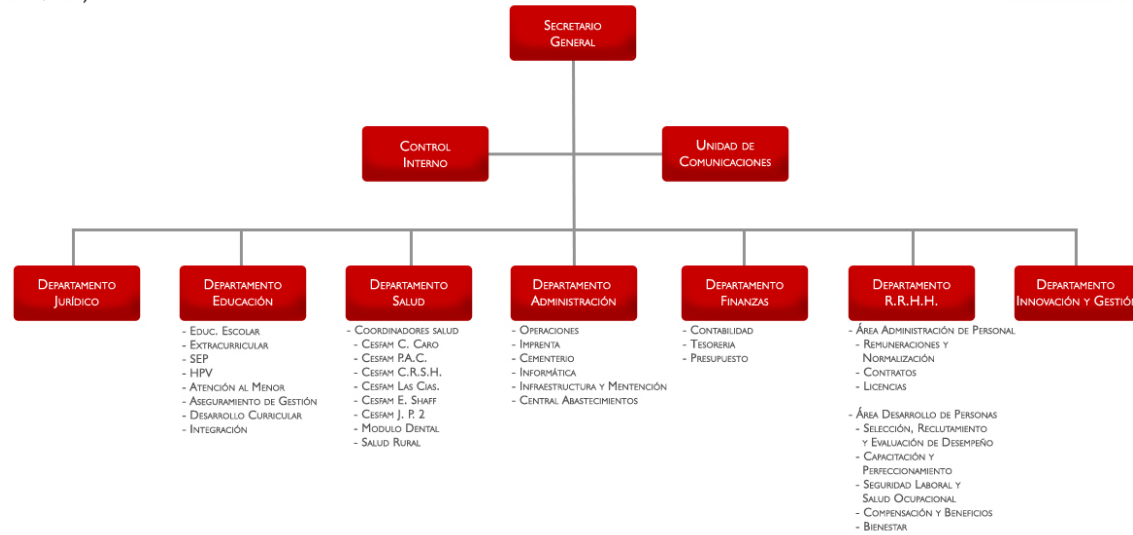 Secretario
General
Control
Interno
Unidad de
Comunicaciones
Departamento
Jurídico
Departamento
Educación
- Educ. Escolar
- Extracurricular
- SEP
- HPV
- Atención al Menor
- Aseguramiento de Gestión
- Desarrollo Curricular
- Integración
Departamento
Salud
- Coordinadores salud
- Cesfam C. Caro
- Cesfam P.A.C.
- Cesfam C.R.S.H.
- Cesfam Las Cias.
- Cesfam E. Shaff
- Cesfam J. P. 2
- Modulo Dental
- Salud Rural
Departamento
Administración
- Operaciones
- Imprenta
- Cementerio
- Informática
- Infraestructura y Mentención
- Central Abastecimientos
Departamento
Finanzas
- Contabilidad
- Tesoreria
- Presupuesto
Departamento
R.R.H.H.
- Área Administración de Personal
- Remuneraciones y
Normalización
- Contratos
- Licencias
- Área Desarrollo de Personas
- Selección, Reclutamiento
y Evaluación de Desempeño
- Capacitación y
Perfeccionamiento
- Seguridad Laboral y
Salud Ocupacional
- Compensación y Beneficios
- Bienestar
Departamento
Innovación y Gestión